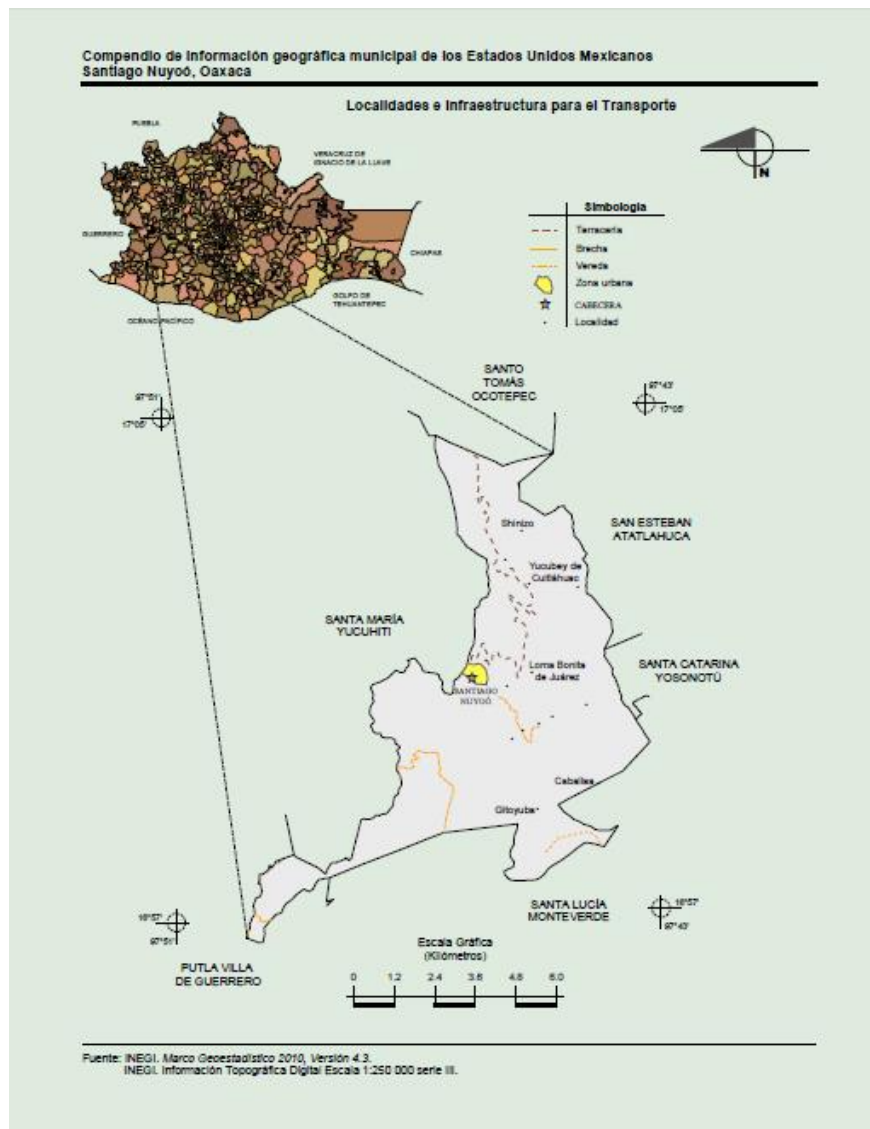 Compendio de información geográfica municipal de los Estados Unidos Mexicanos
Santiago Nuyoó, Oaxaca
Localidades e Infraestructura para el Transporte
PUEBLA
VERACRUZ DE
IGNACIO DE LA LLAVE
GUERRERO
CHIAPAS
GOLFO DE
TEHUANTEPEC
OCÉANO PACÍFICO
N
Simbología
Terracería
Brecha
Vereda
Zona urbana
CABECERA
Localidad
SANTO
TOMÁS
OCOTEPEC
97°51'
17°05'
97°43'
17°05'
Shinizo
SAN ESTEBAN
ATATLAHUCA
Yucubey de
Cuitláhuac
SANTA MARÍA
YUCUHITI
Loma Bonita
de Juárez
SANTA CATARINA
YOSONOTÚ
SANTIAGO
NUYOÓ
Caballas
Gitoyuba
16°57'
97°51'
SANTA LUCÍA
MONTEVERDE
16°57'
97°43'
PUTLA VILLA
DE GUERRERO
Escala Gráfica
(Kilómetros)
0 1.2 2.4 3.6 4.8 6.0
Fuente: INEGI. Marco Geoestadístico 2010, Versión 4.3.
INEGI. Información Topográfica Digital Escala 1:250 000 serie III.